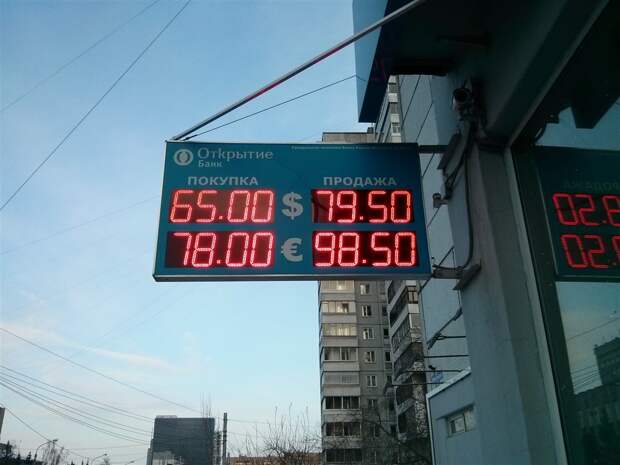 Открытие
Банк
ПОКУПКА ПРОДАЖА
65.00 $ 79.50
78.00 € 98.50